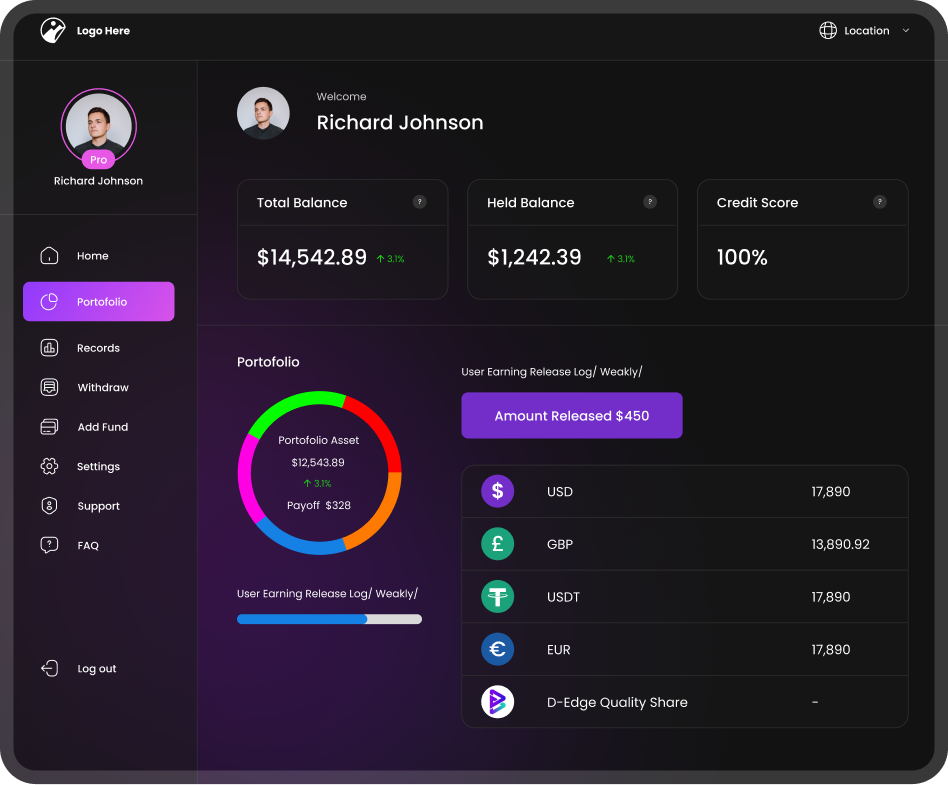 Logo Here
Location
Pro
Richard Johnson
Home
Portofolio
Records
Withdraw
Add Fund
Settings
Support
FAQ
Log out
Welcome
Richard Johnson
Total Balance ?
$14,542.89 ↑ 3.1%
Held Balance ?
$1,242.39 ↑ 3.1%
Credit Score ?
100%
Portofolio
Portofolio Asset
$12,543.89
↑ 3.1%
Payoff $328
User Earning Release Log/ Weakly/
User Earning Release Log/ Weakly/
Amount Released $450
$ USD 17,890
£ GBP 13,890.92
USDT 17,890
€ EUR 17,890
D-Edge Quality Share -